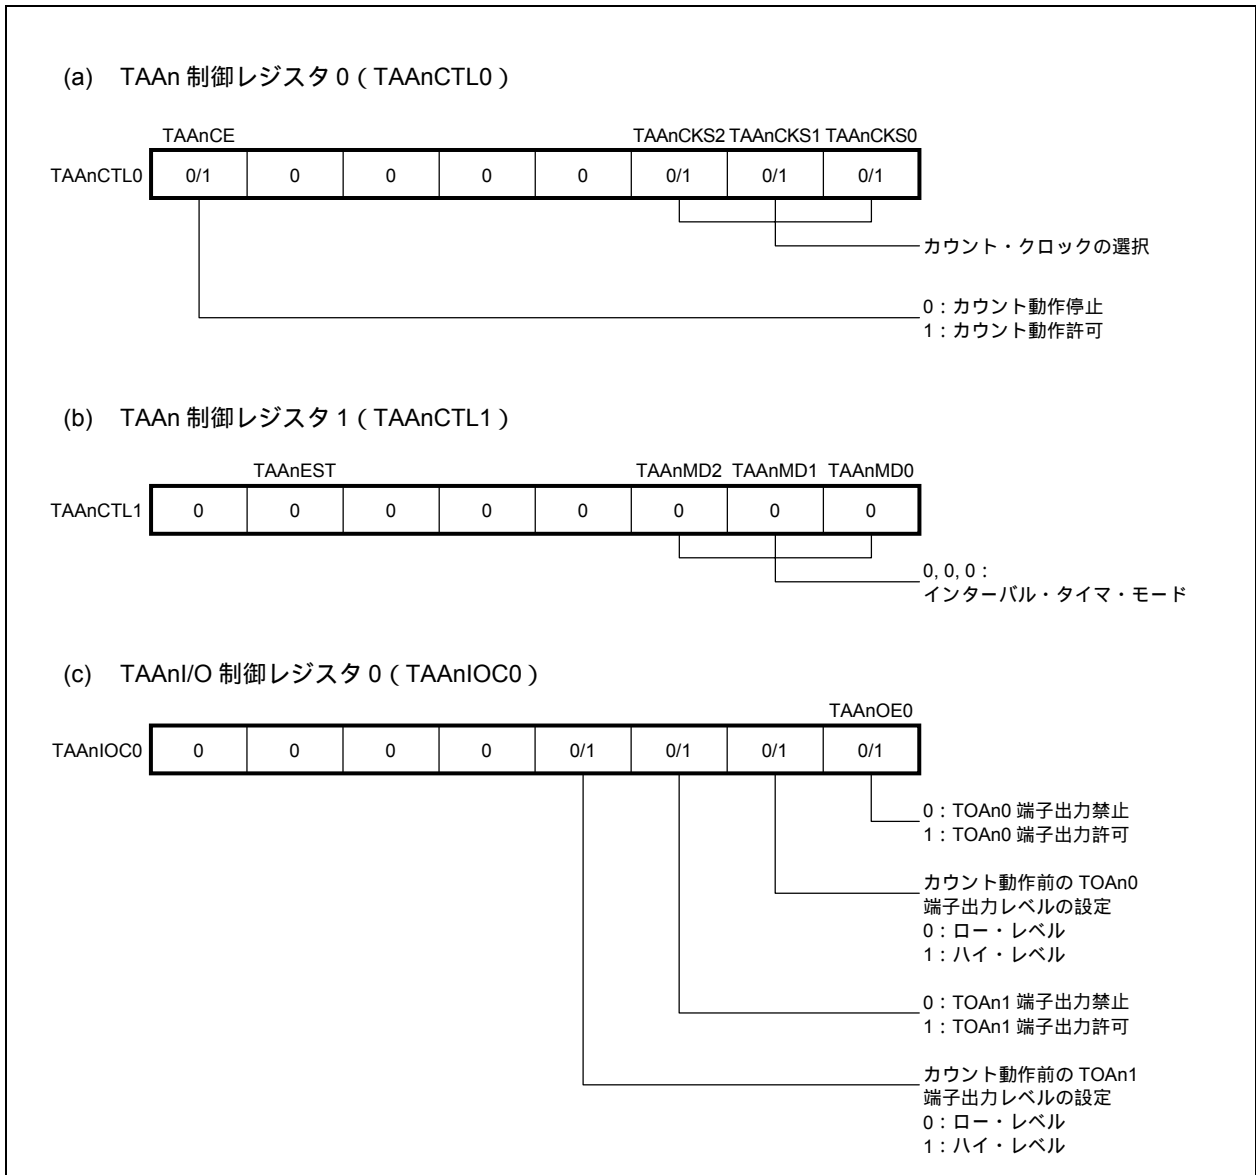 (a) TAAn 制御レジスタ 0 ( TAAnCTL0 )
TAAnCE TAAnCKS2 TAAnCKS1 TAAnCKS0
TAAnCTL0 0/1 0 0 0 0 0/1 0/1 0/1
カウント・クロックの選択
0：カウント動作停止
1：カウント動作許可
(b) TAAn 制御レジスタ 1 ( TAAnCTL1 )
TAAnEST TAAnMD2 TAAnMD1 TAAnMD0
TAAnCTL1 0 0 0 0 0 0 0 0
0, 0, 0：
インターバル・タイマ・モード
(c) TAAnI/O 制御レジスタ 0 ( TAAnIOC0 )
TAAnOE0
TAAnIOC0 0 0 0 0 0/1 0/1 0/1 0/1
0：TOAn0 端子出力禁止
1：TOAn0 端子出力許可
カウント動作前の TOAn0
端子出力レベルの設定
0：ロー・レベル
1：ハイ・レベル
0：TOAn1 端子出力禁止
1：TOAn1 端子出力許可
カウント動作前の TOAn1
端子出力レベルの設定
0：ロー・レベル
1：ハイ・レベル